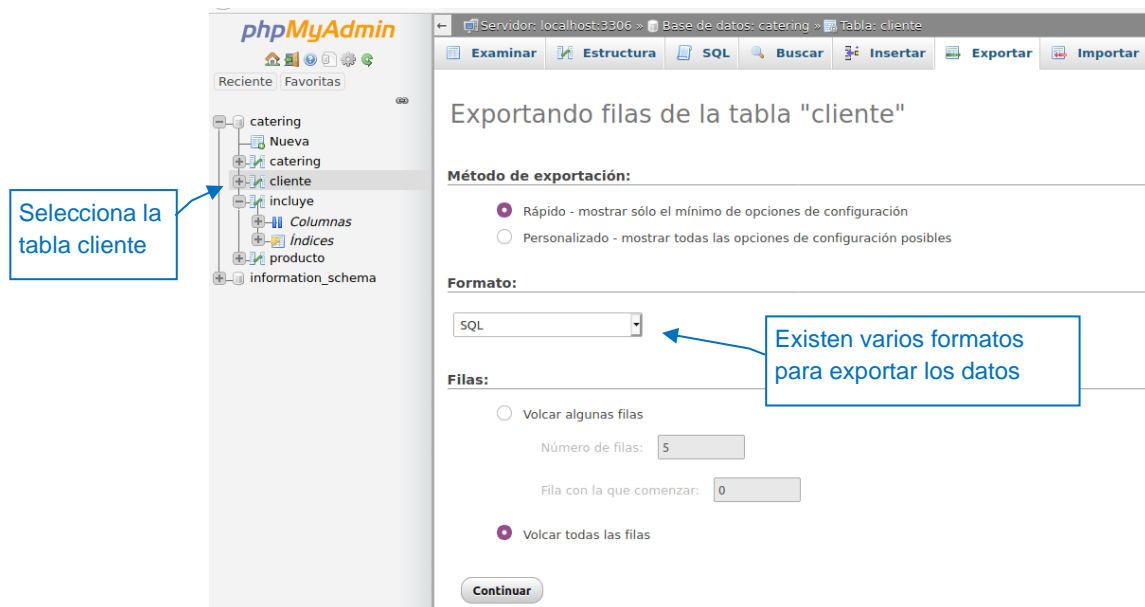 phpMyAdmin
Reciente Favoritas
catering
Nueva
catering
cliente
incluye
Columnas
Índices
producto
information_schema
Selecciona la
tabla cliente
Servidor: localhost:3306 » Base de datos: catering » Tabla: cliente
Examinar Estructura SQL Buscar Insertar Exportar Importar
Exportando filas de la tabla "cliente"
Método de exportación:
Rápido - mostrar sólo el mínimo de opciones de configuración
Personalizado - mostrar todas las opciones de configuración posibles
Formato:
SQL
Existen varios formatos
para exportar los datos
Filas:
Volcar algunas filas
Número de filas: 5
Fila con la que comenzar: 0
Volcar todas las filas
Continuar